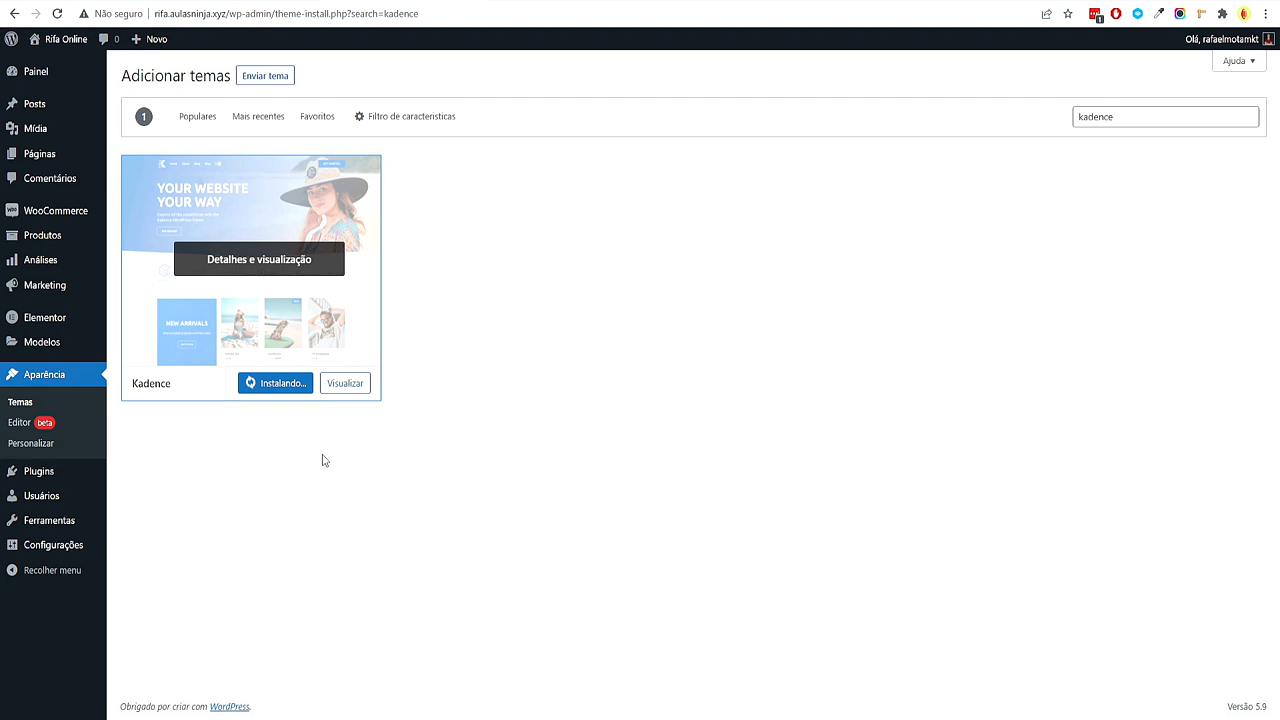 Não seguro
rifa.aulasninja.xyz/wp-admin/theme-install.php?search=kadence
1
Rifa Online
0
Novo
Olá, rafaelmotamkt
Painel
Posts
Mídia
Páginas
Comentários
WooCommerce
Produtos
Análises
Marketing
Elementor
Modelos
Aparência
Temas
Editor beta
Personalizar
Plugins
Usuários
Ferramentas
Configurações
Recolher menu
Adicionar temas
Enviar tema
Ajuda
1
Populares
Mais recentes
Favoritos
Filtro de características
kadence
YOUR WEBSITE
YOUR WAY
Detalhes e visualização
NEW ARRIVALS
Kadence
Instalando...
Visualizar
Obrigado por criar com WordPress.
Versão 5.9